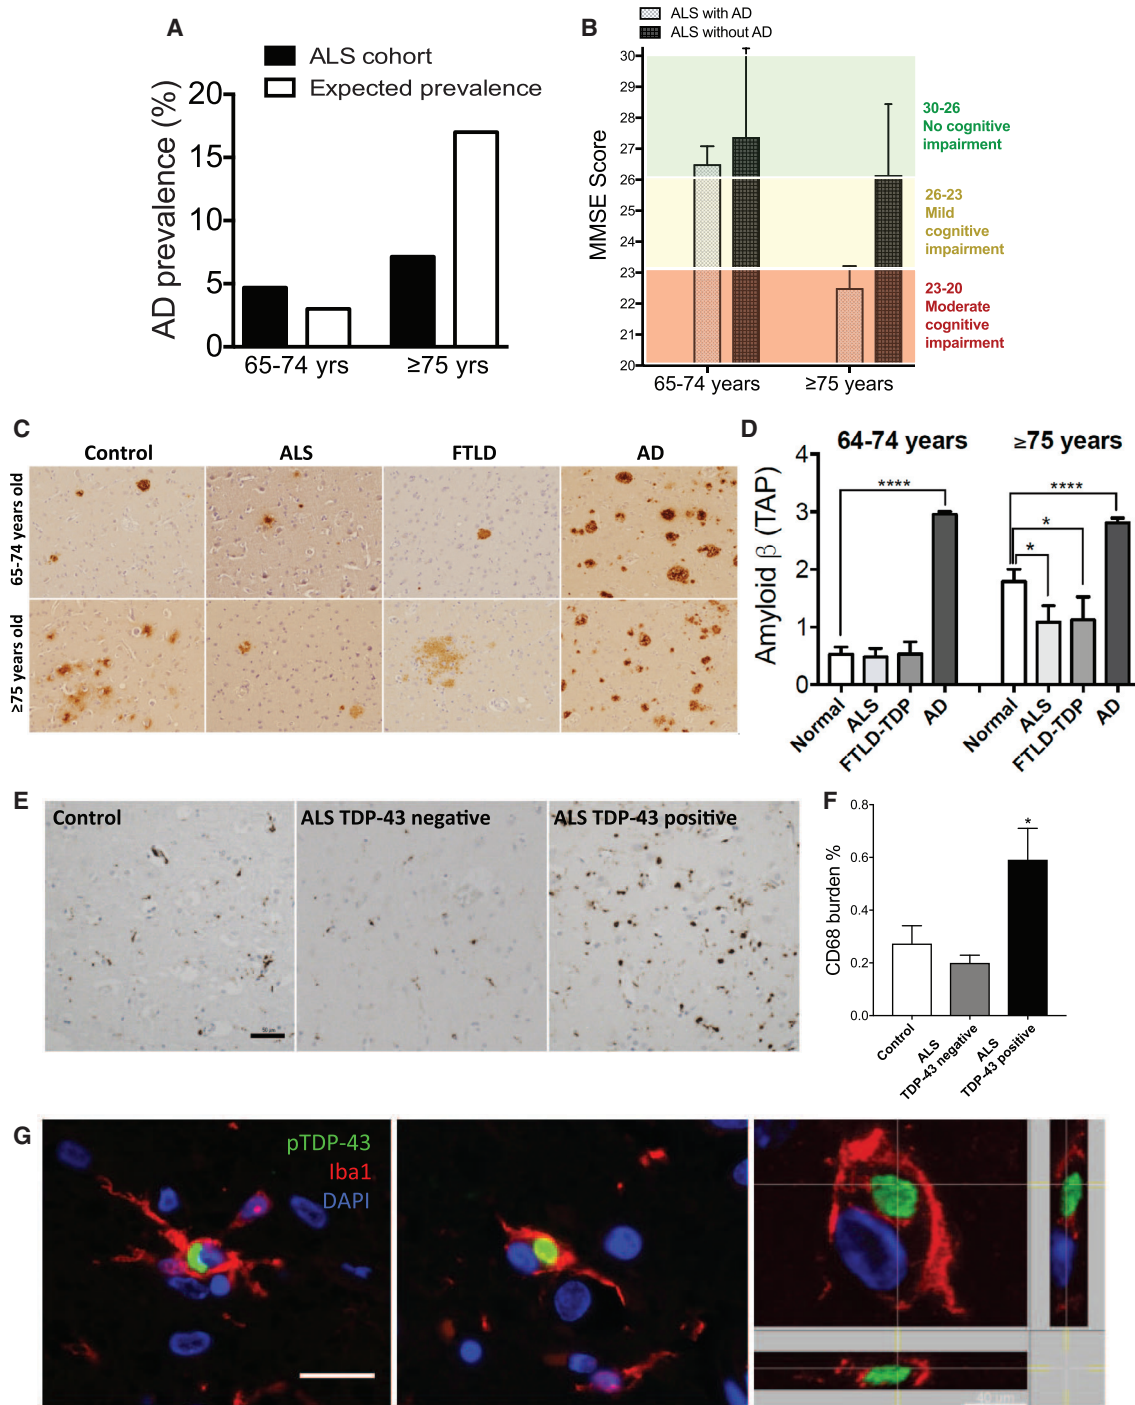 A
ALS cohort
Expected prevalence
AD prevalence (%)
20
15
10
5
0
65-74 yrs
≥75 yrs
B
ALS with AD
ALS without AD
MMSE Score
30
29
28
27
26
25
24
23
22
21
20
65-74 years
≥75 years
30-26
No cognitive
impairment
26-23
Mild
cognitive
impairment
23-20
Moderate
cognitive
impairment
C
Control
ALS
FTLD
AD
65-74 years old
≥75 years old
D
64-74 years
≥75 years
Amyloid β (TAP)
4
3
2
1
0
****
****
*
*
Normal
ALS
FTLD-TDP
AD
Normal
ALS
FTLD-TDP
AD
E
Control
ALS TDP-43 negative
ALS TDP-43 positive
50 µm
F
CD68 burden %
0.8
0.6
0.4
0.2
0.0
*
Control
ALS
TDP-43 negative
ALS
TDP-43 positive
G
pTDP-43
Iba1
DAPI
40 µm